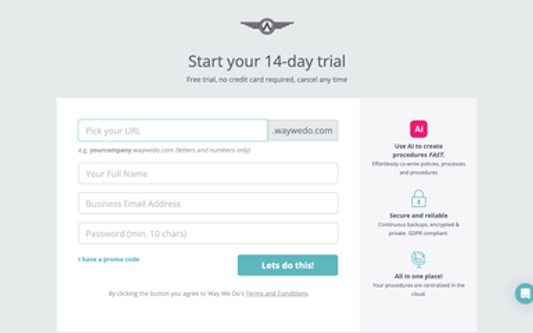 Start your 14-day trial
Free trial, no credit card required, cancel any time
Pick your URL
.waywedo.com
e.g. yourcompany.waywedo.com (letters and numbers only)
Your Full Name
Business Email Address
Password (min. 10 chars)
I have a promo code
Lets do this!
By clicking the button you agree to Way We Do's Terms and Conditions
Ai
Use AI to create
procedures FAST.
Effortlessly co-write policies, processes
and procedures
Secure and reliable
Continuous backups, encrypted &
private. GDPR compliant.
All in one place!
Your procedures are centralized in the
cloud.